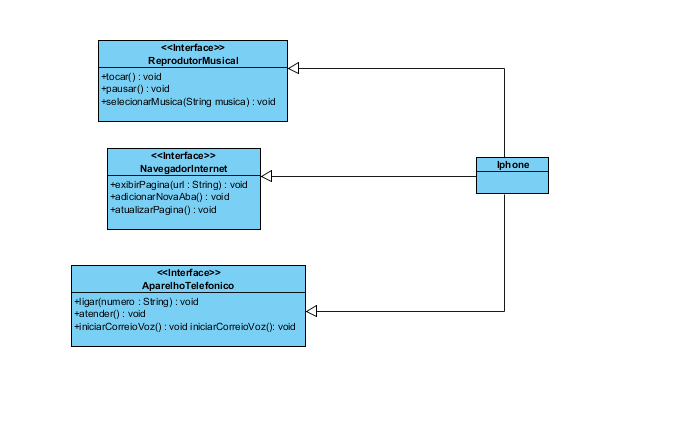 <<Interface>>
ReprodutorMusical
+tocar() : void
+pausar() : void
+selecionarMusica(String musica) : void
<<Interface>>
NavegadorInternet
+exibirPagina(url : String) : void
+adicionarNovaAba() : void
+atualizarPagina() : void
Iphone
<<Interface>>
AparelhoTelefonico
+ligar(numero : String) : void
+atender() : void
+iniciarCorreioVoz() : void iniciarCorreioVoz(): void